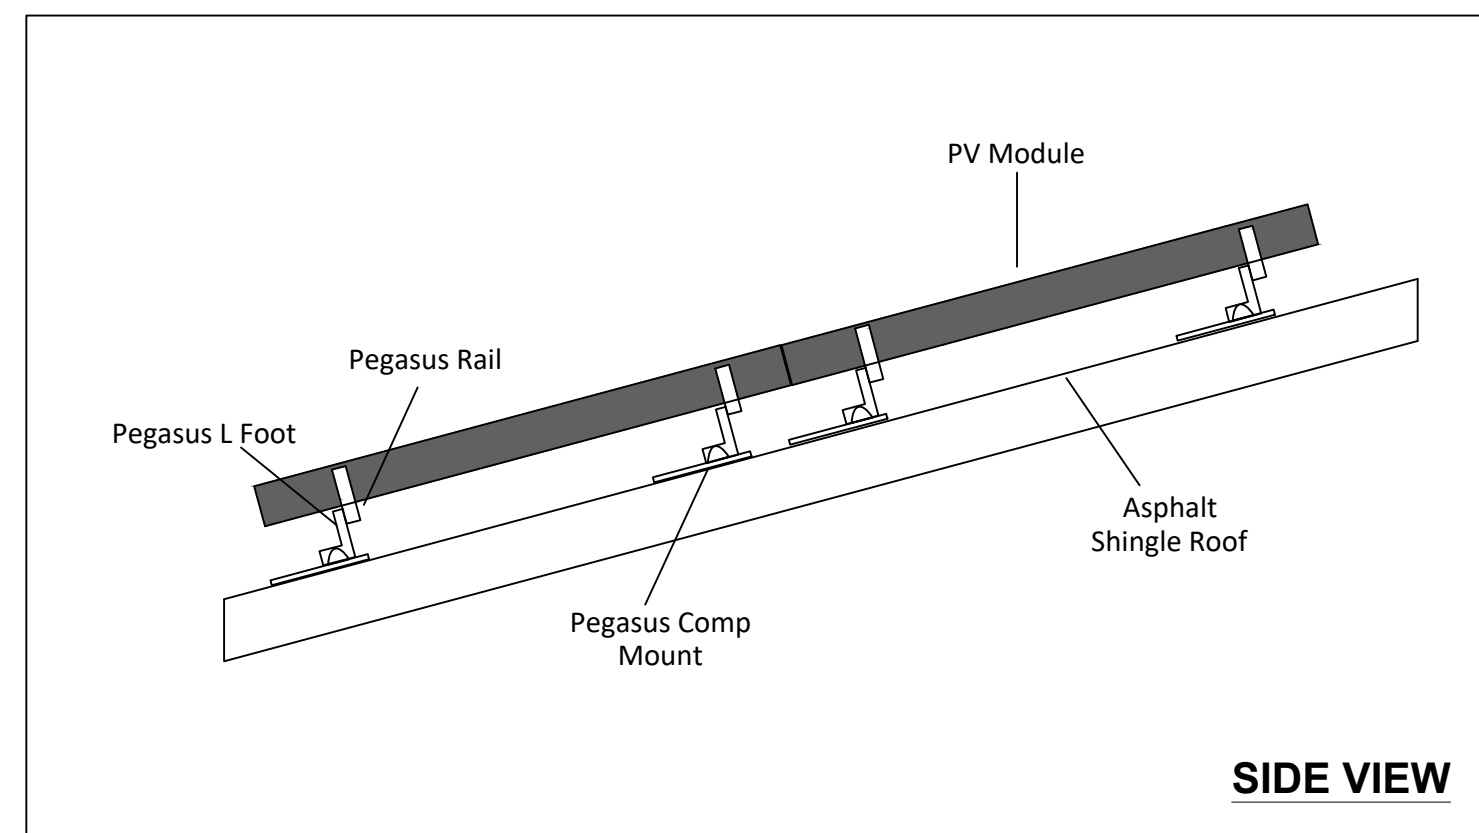 PV Module
Pegasus Rail
Pegasus L Foot
Asphalt
Shingle Roof
Pegasus Comp
Mount
SIDE VIEW